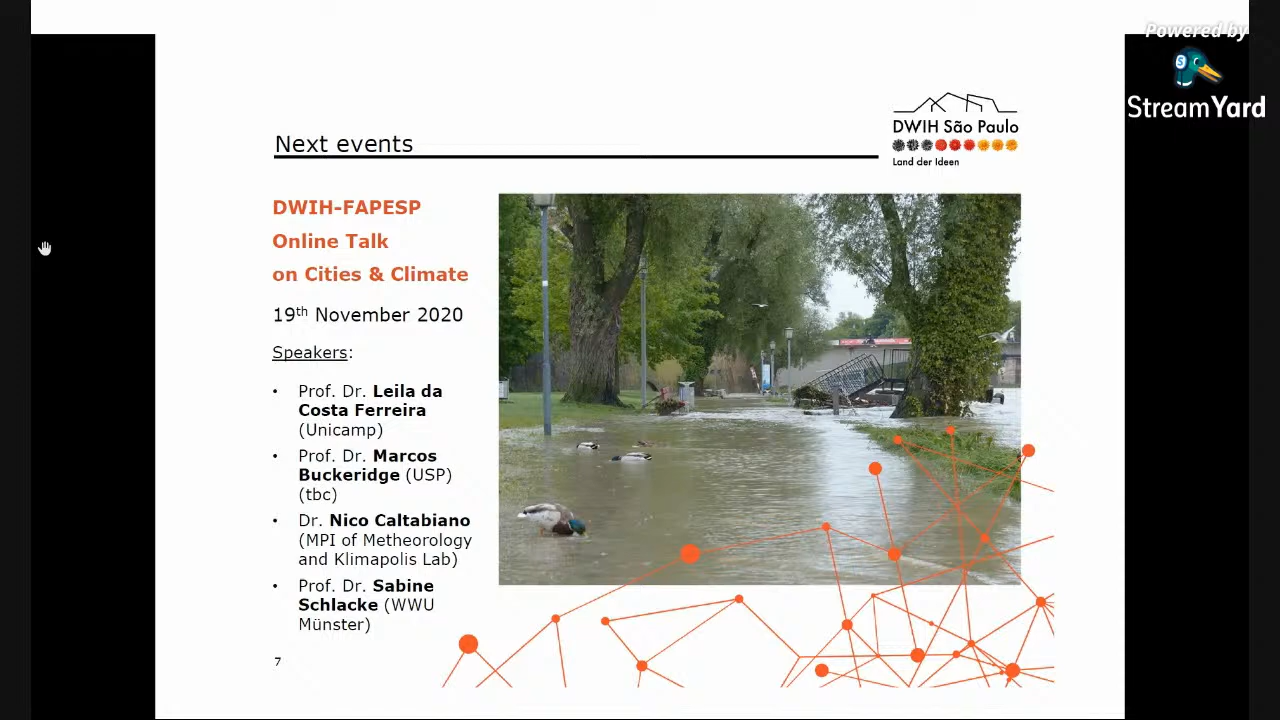 Powered by
StreamYard
Next events
DWIH São Paulo
Land der Ideen
DWIH-FAPESP
Online Talk
on Cities & Climate
19th November 2020
Speakers:
• Prof. Dr. Leila da
Costa Ferreira
(Unicamp)
• Prof. Dr. Marcos
Buckeridge (USP)
(tbc)
• Dr. Nico Caltabiano
(MPI of Metheorology
and Klimapolis Lab)
• Prof. Dr. Sabine
Schlacke (WWU
Münster)
7